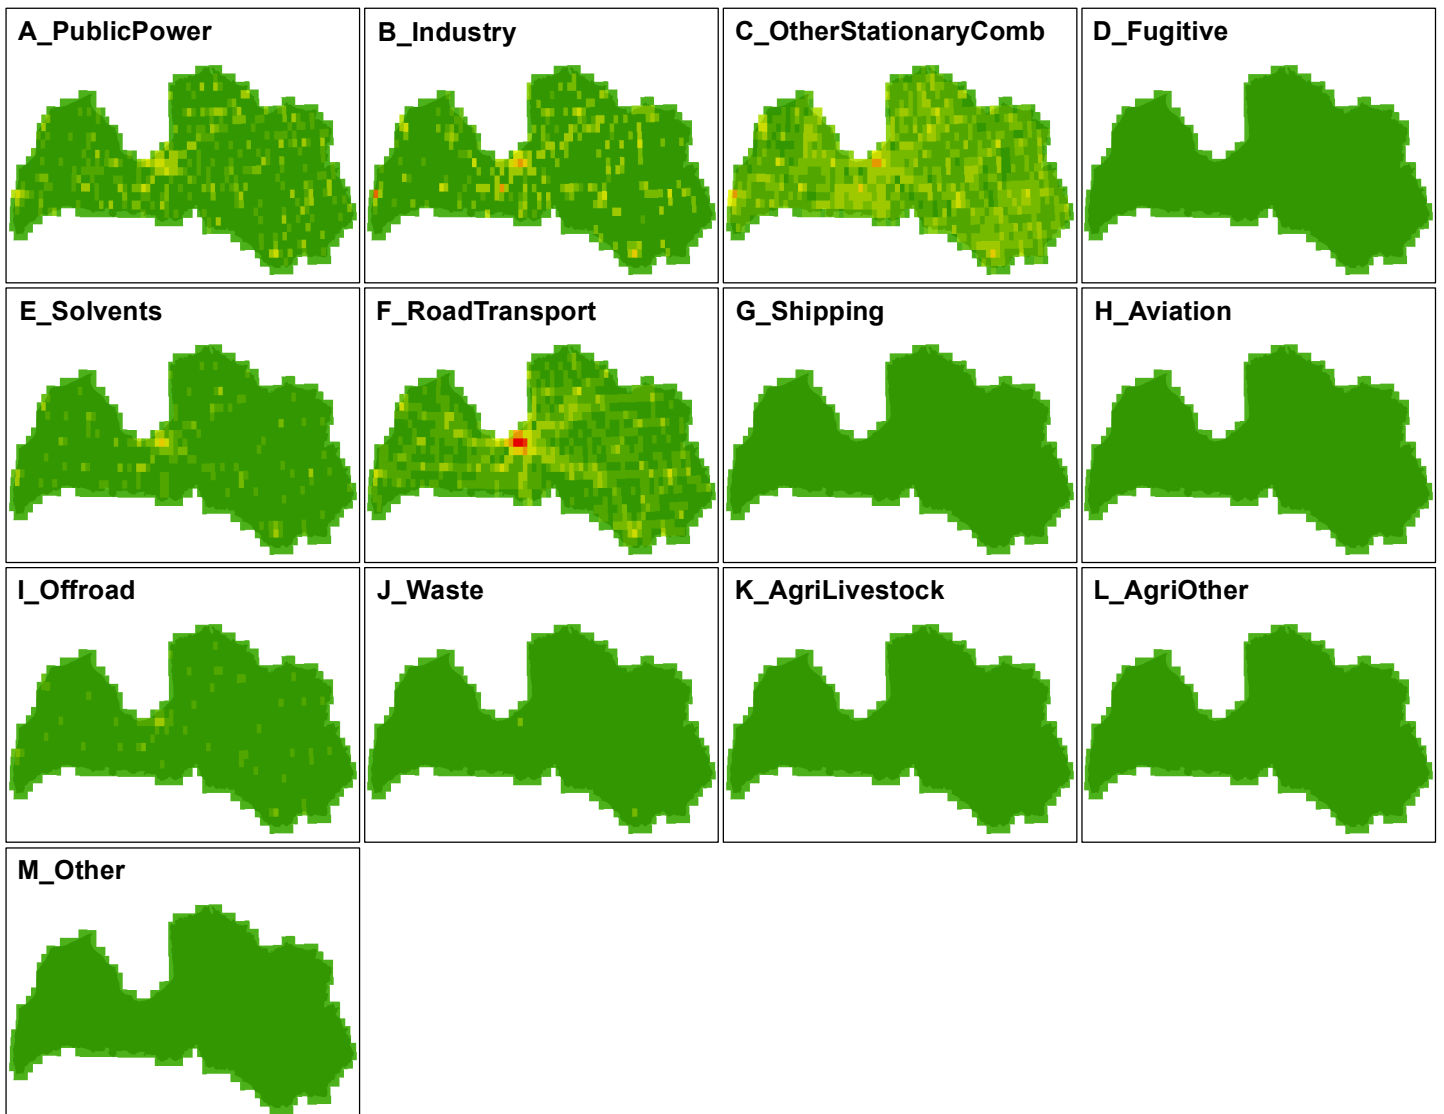 A_PublicPower
B_Industry
C_OtherStationaryComb
D_Fugitive
E_Solvents
F_RoadTransport
G_Shipping
H_Aviation
I_Offroad
J_Waste
K_AgriLivestock
L_AgriOther
M_Other